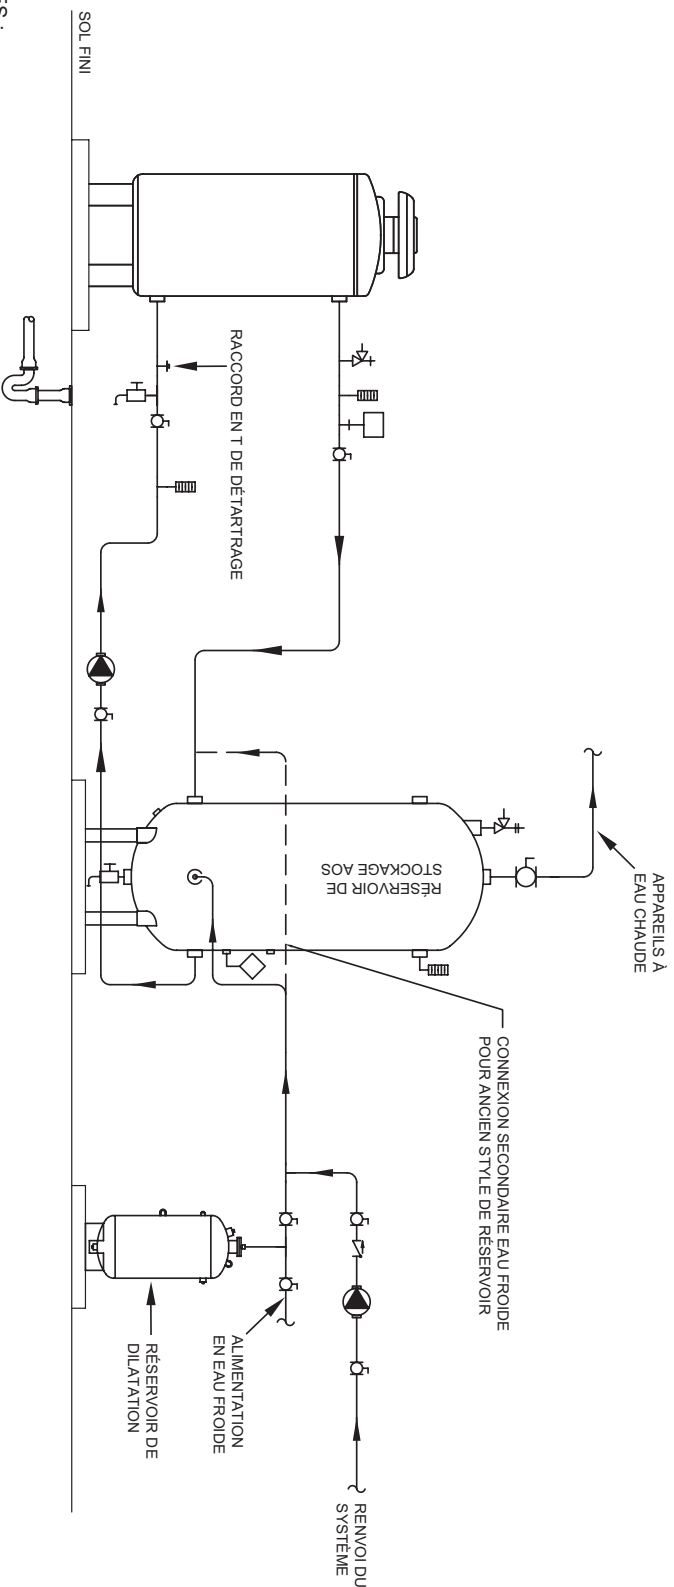 SOL FINI
RACCORD EN T DE DÉTARTRAGE
APPAREILS À
EAU CHAUDE
RÉSERVOIR DE
STOCKAGE AOS
CONNEXION SECONDAIRE EAU FROIDE
POUR ANCIEN STYLE DE RÉSERVOIR
ALIMENTATION
EN EAU FROIDE
RÉSERVOIR DE
DILATATION
RENVOI DU
SYSTÈME